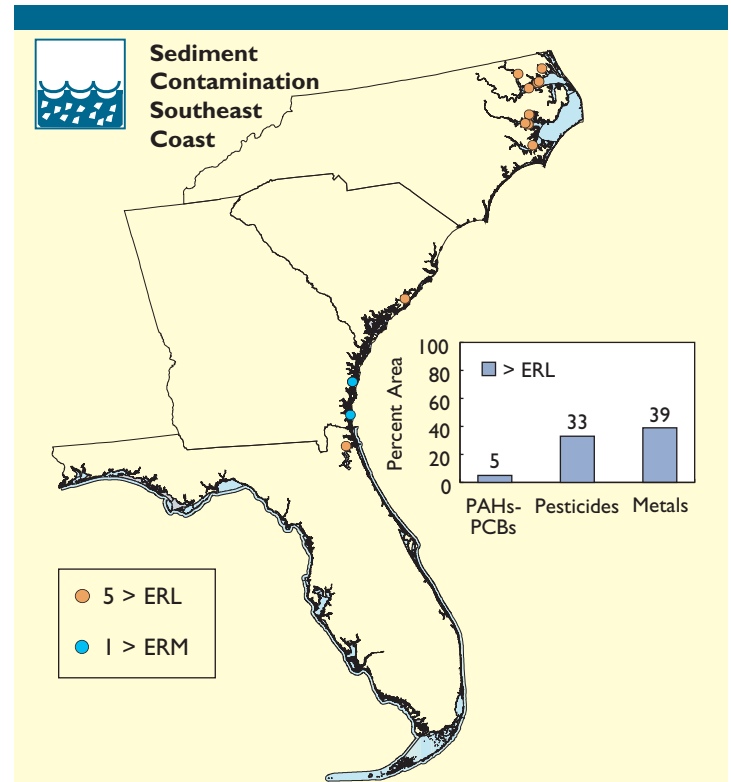 Sediment
Contamination
Southeast
Coast
100
80
60
40
20
0
Percent Area
> ERL
5
33
39
PAHs-
PCBs
Pesticides
Metals
5 > ERL
1 > ERM